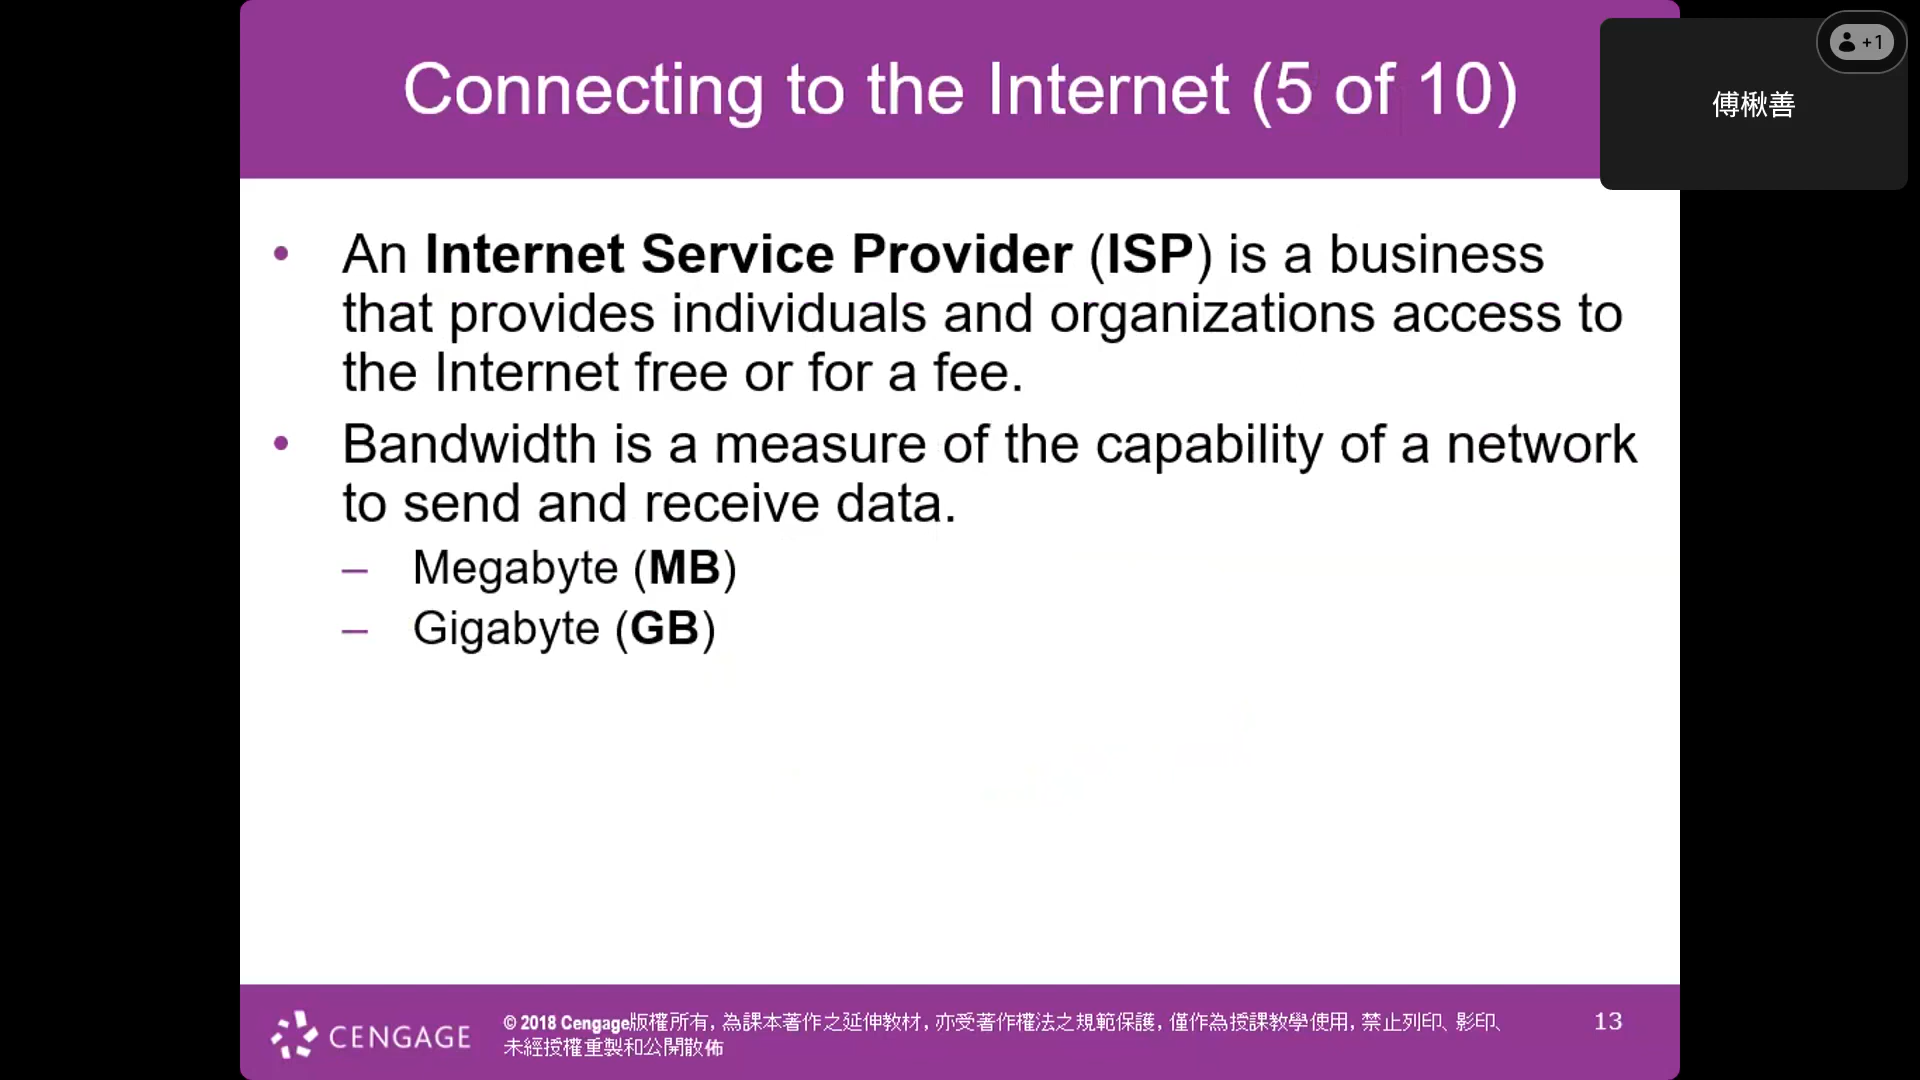 Connecting to the Internet (5 of 10)
+1
傅楸善
• An Internet Service Provider (ISP) is a business
that provides individuals and organizations access to
the Internet free or for a fee.
• Bandwidth is a measure of the capability of a network
to send and receive data.
– Megabyte (MB)
– Gigabyte (GB)
CENGAGE
© 2018 Cengage版權所有, 為課本著作之延伸教材, 亦受著作權法之規範保護, 僅作為授課教學使用, 禁止列印、影印、
未經授權重製和公開散佈
13